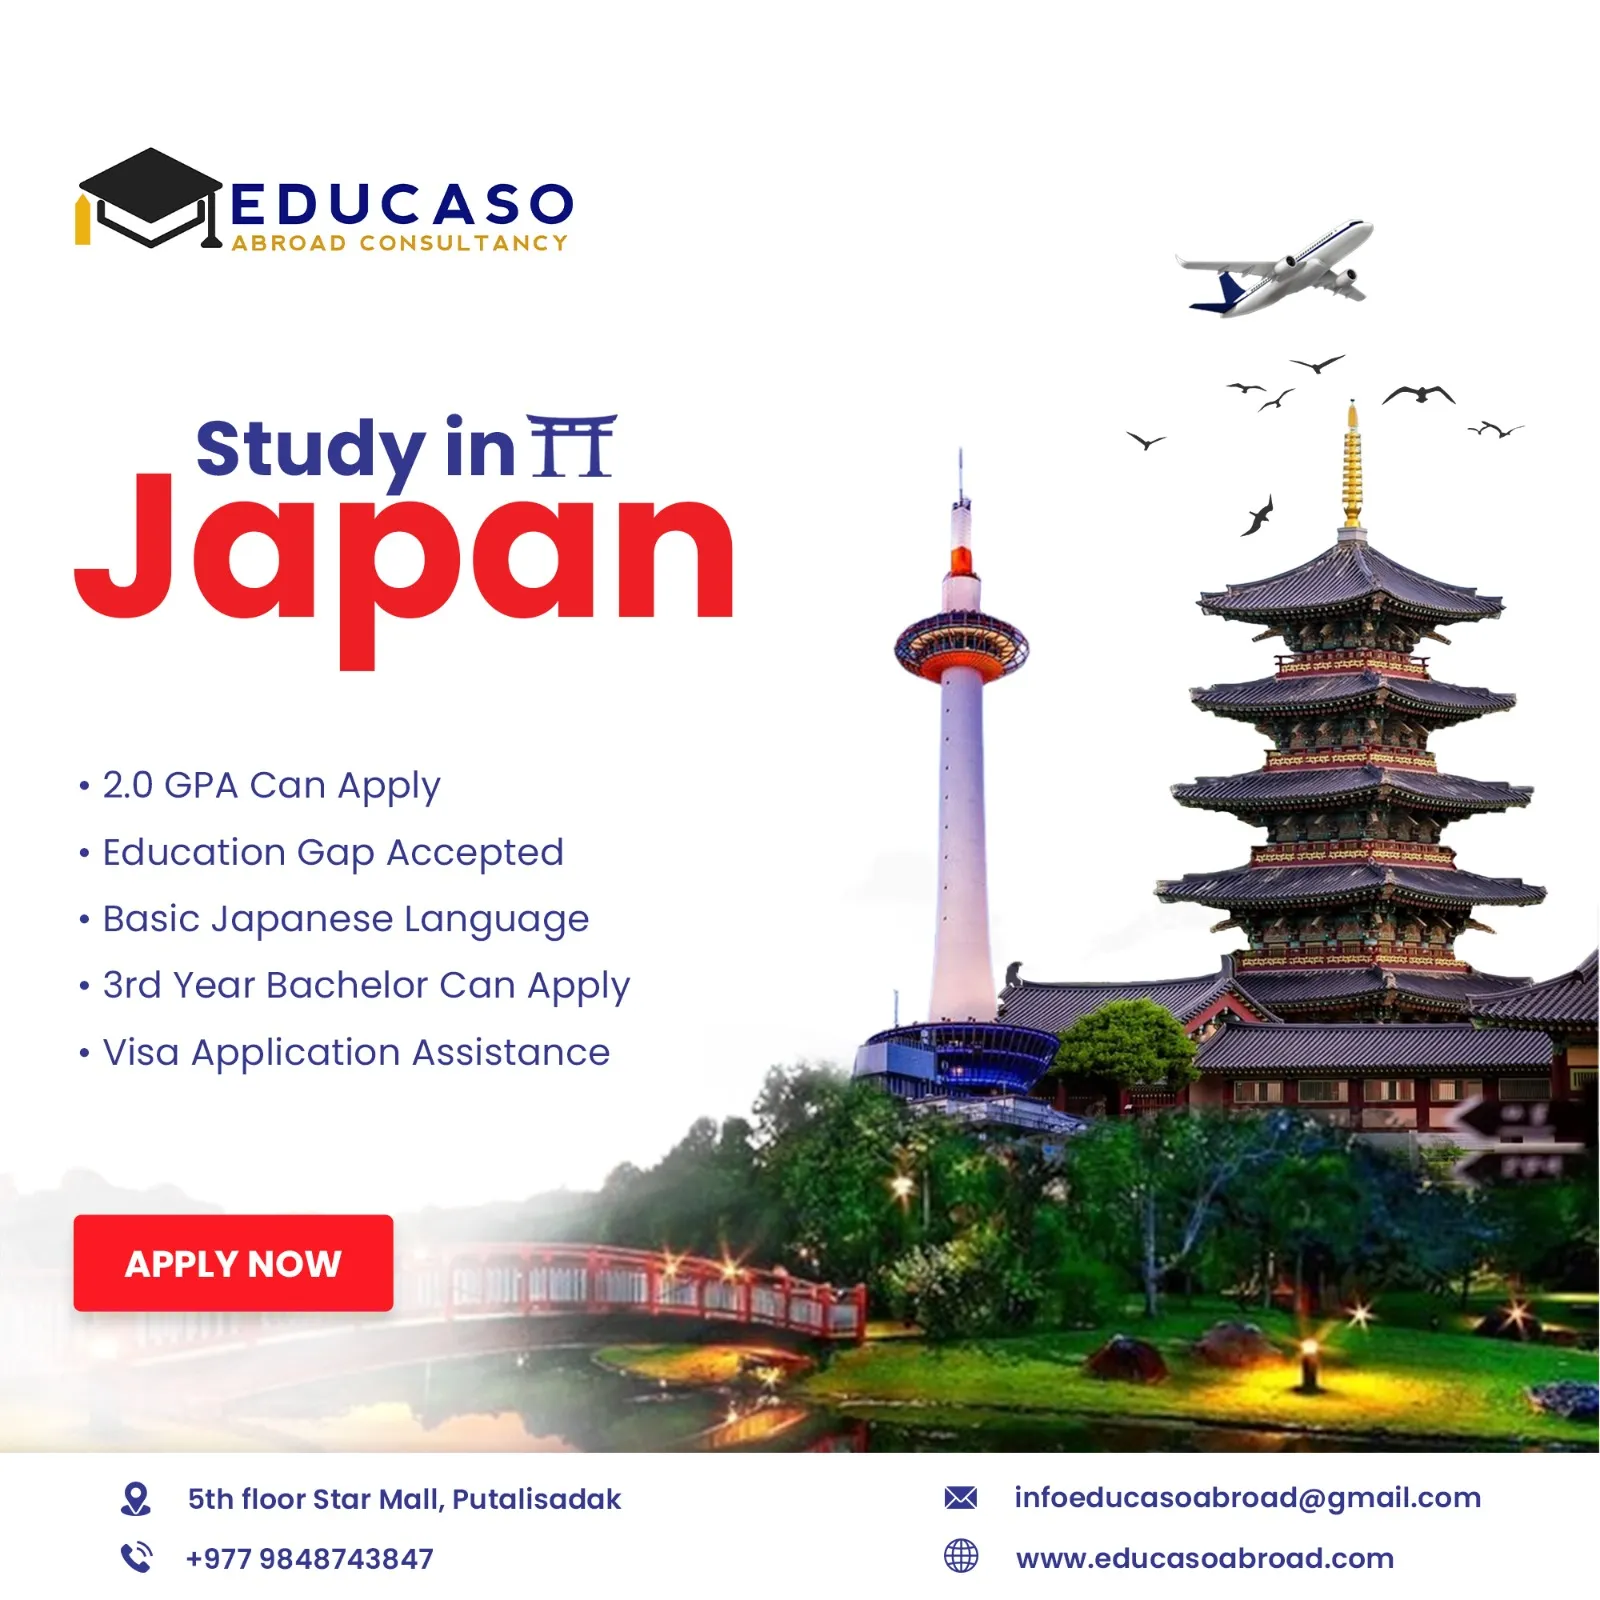 EDUCASO
ABROAD CONSULTANCY
Study in
Japan
• 2.0 GPA Can Apply
• Education Gap Accepted
• Basic Japanese Language
• 3rd Year Bachelor Can Apply
• Visa Application Assistance
APPLY NOW
5th floor Star Mall, Putalisadak
+977 9848743847
infoeducasoabroad@gmail.com
www.educasoabroad.com